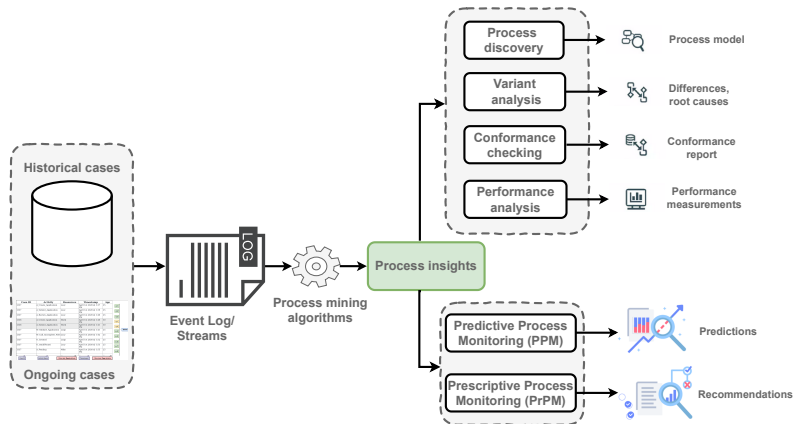 Process
discovery
Process model
Variant
analysis
Differences,
root causes
Conformance
checking
Conformance
report
Performance
analysis
Performance
measurements
Historical cases
LOG
Process insights
Event Log/
Streams
Process mining
algorithms
Ongoing cases
Predictive Process
Monitoring (PPM)
Predictions
Prescriptive Process
Monitoring (PrPM)
Recommendations